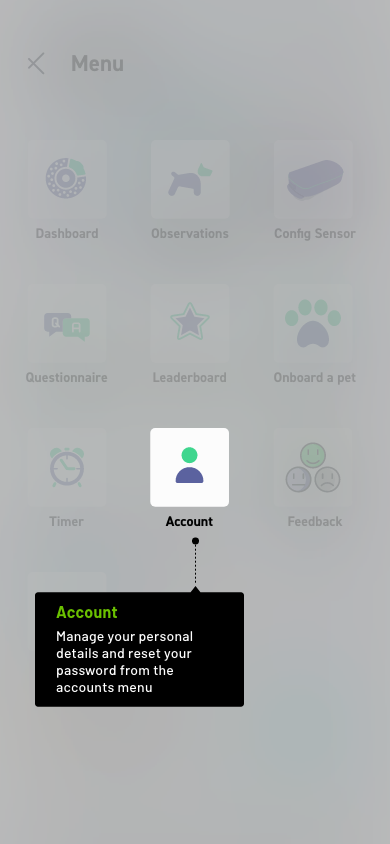 Menu
Dashboard
Observations
Config Sensor
Q
A
Questionnaire
Leaderboard
Onboard a pet
Timer
Account
Feedback
Account
Manage your personal
details and reset your
password from the
accounts menu